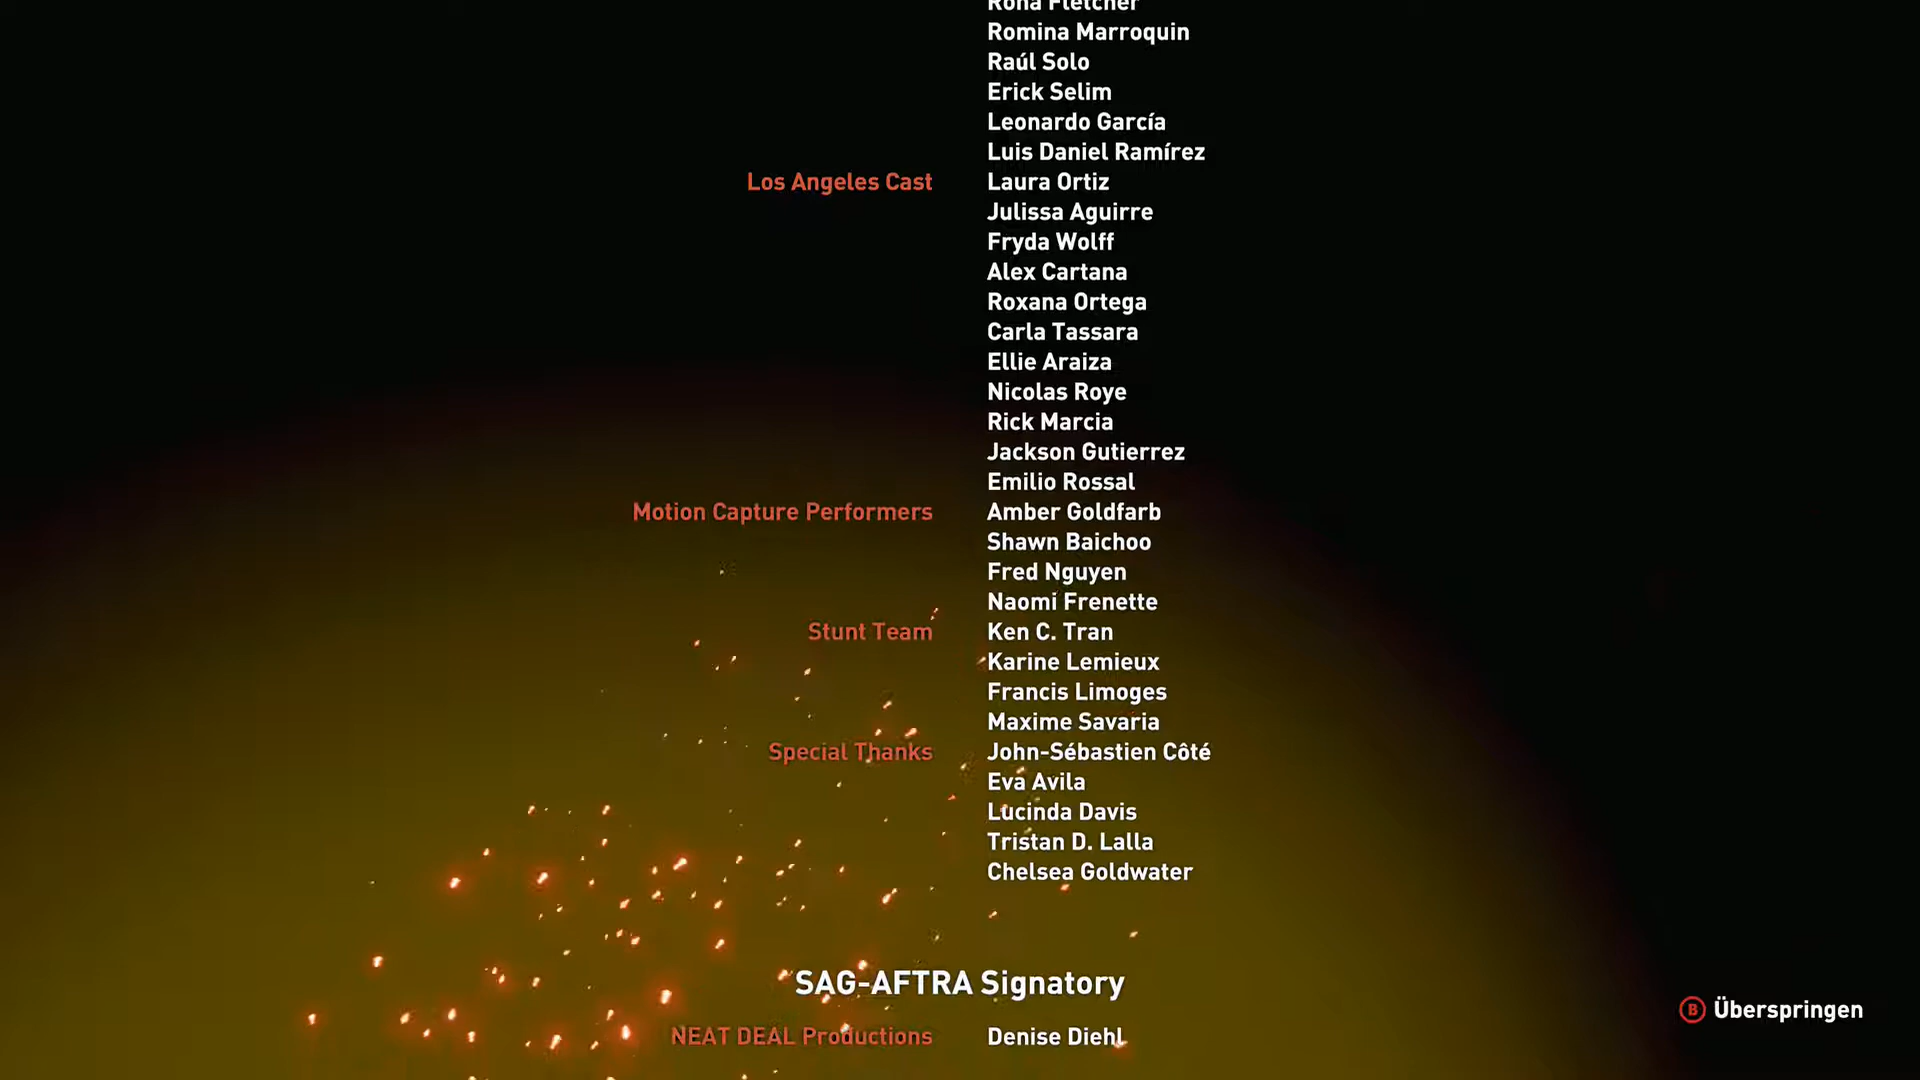 Rona Fletcher
Romina Marroquin
Raúl Solo
Erick Selim
Leonardo García
Luis Daniel Ramírez
Los Angeles Cast Laura Ortiz
Julissa Aguirre
Fryda Wolff
Alex Cartana
Roxana Ortega
Carla Tassara
Ellie Araiza
Nicolas Roye
Rick Marcia
Jackson Gutierrez
Emilio Rossal
Motion Capture Performers Amber Goldfarb
Shawn Baichoo
Fred Nguyen
Naomi Frenette
Stunt Team Ken C. Tran
Karine Lemieux
Francis Limoges
Maxime Savaria
Special Thanks John-Sébastien Côté
Eva Avila
Lucinda Davis
Tristan D. Lalla
Chelsea Goldwater
SAG-AFTRA Signatory
B Überspringen
NEAT DEAL Productions Denise Diehl